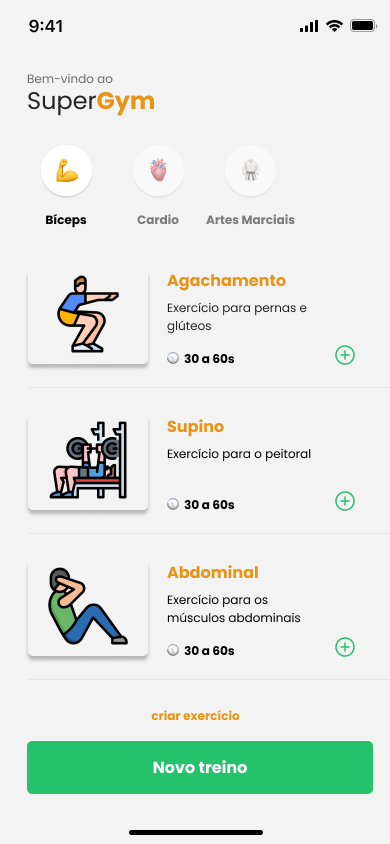 9:41
Bem-vindo ao
SuperGym
Bíceps
Cardio
Artes Marciais
Agachamento
Exercício para pernas e
glúteos
30 a 60s
Supino
Exercício para o peitoral
30 a 60s
Abdominal
Exercício para os
músculos abdominais
30 a 60s
criar exercício
Novo treino